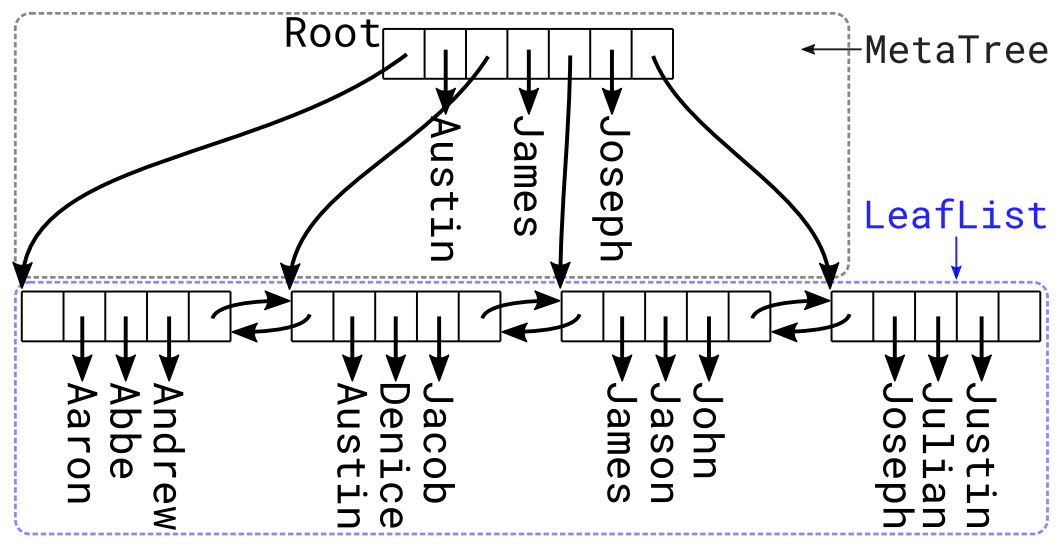 Root
MetaTree
Austin
James
Joseph
LeafList
Aaron
Abbe
Andrew
Austin
Denice
Jacob
James
Jason
John
Joseph
Julian
Justin